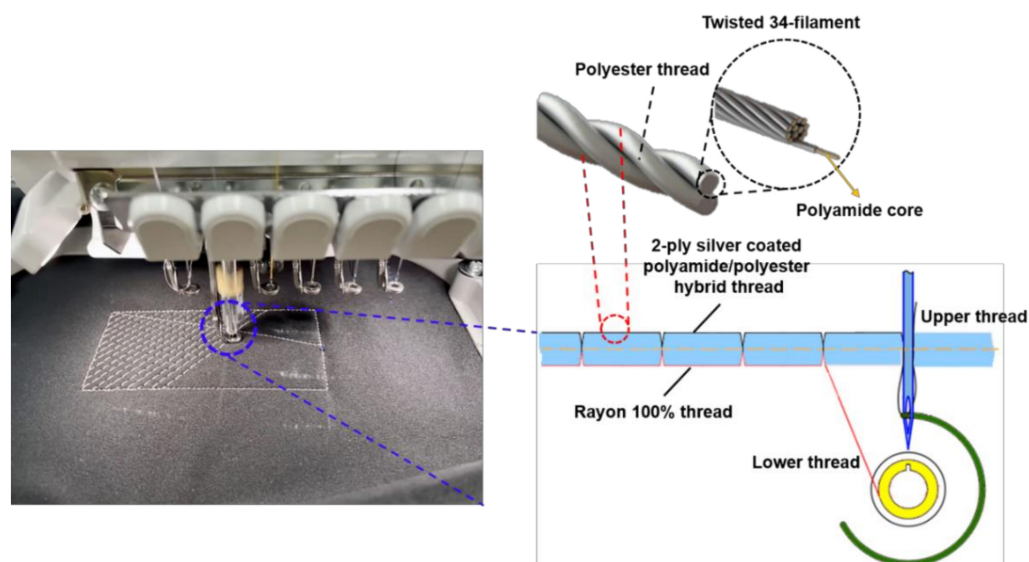 Twisted 34-filament
Polyester thread
Polyamide core
2-ply silver coated
polyamide/polyester
hybrid thread
Upper thread
Rayon 100% thread
Lower thread